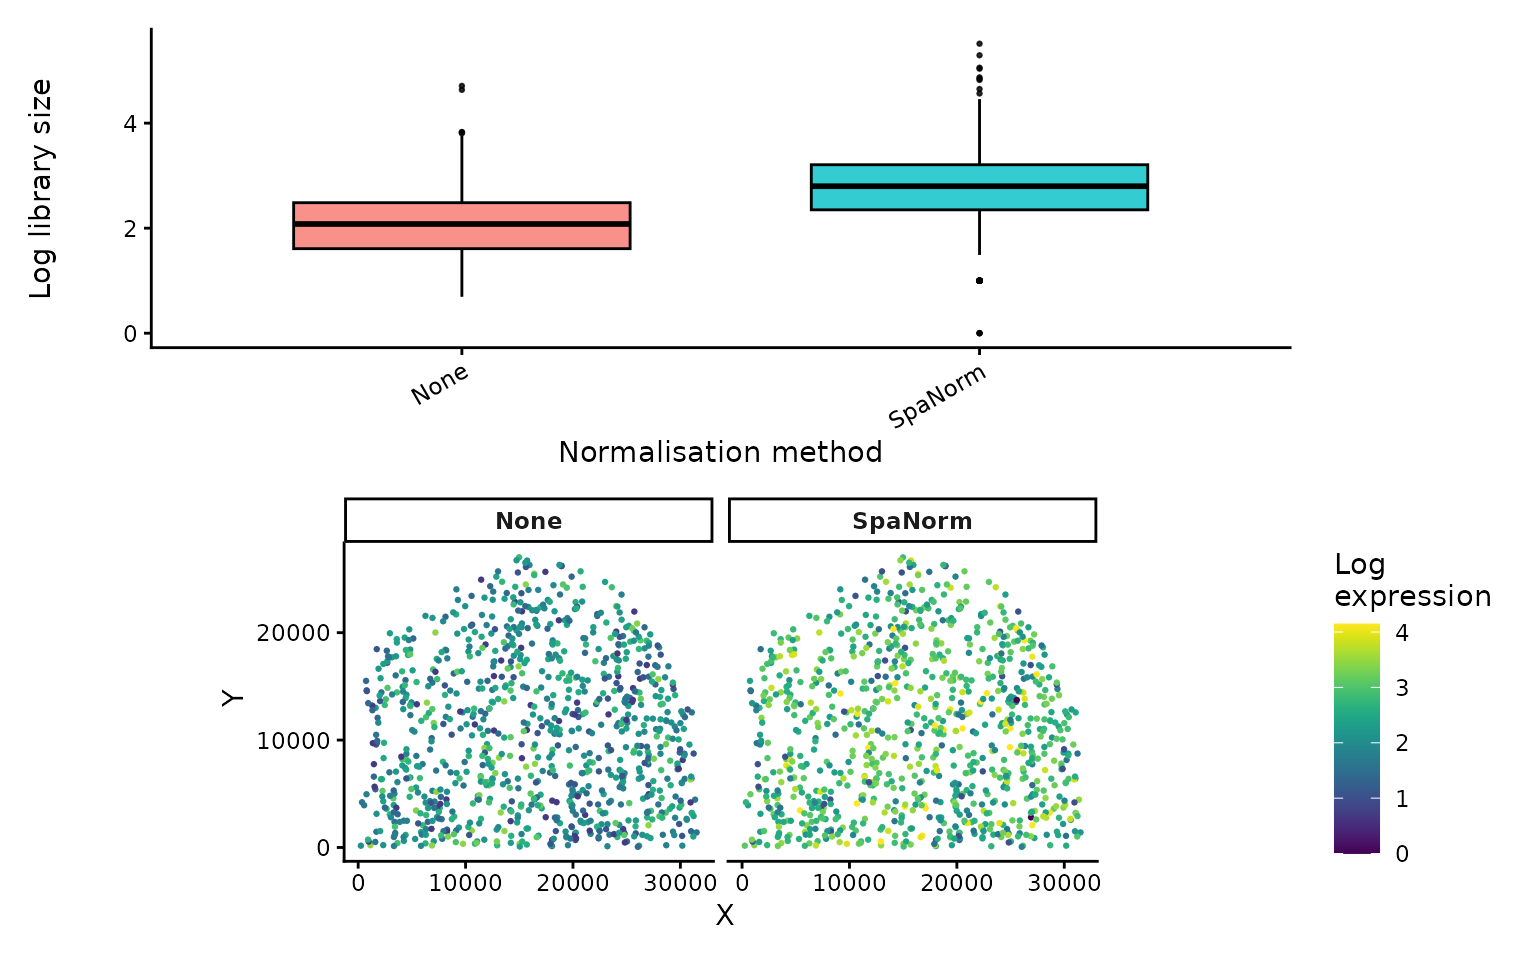 Log library size
4
2
0
None
SpaNorm
Normalisation method
None
SpaNorm
Y
20000
10000
0
0
10000
20000
30000
0
10000
20000
30000
X
Log
expression
4
3
2
1
0